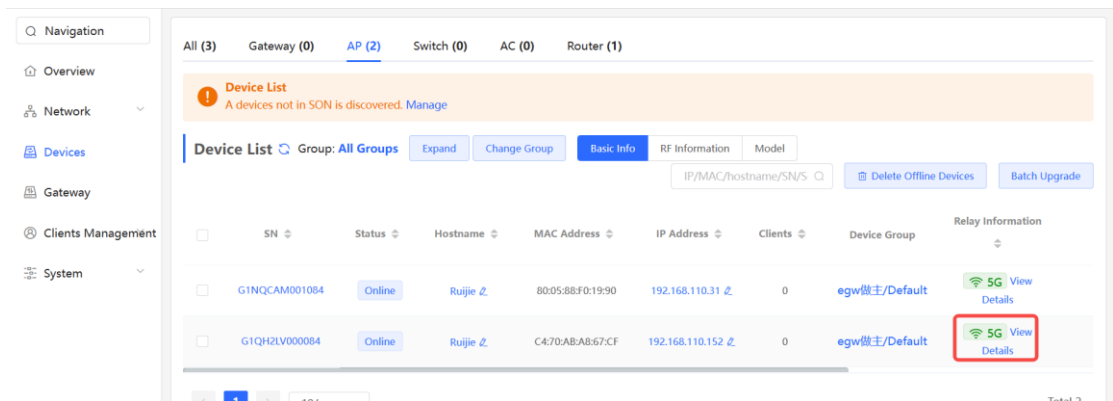 Navigation
All (3) Gateway (0) AP (2) Switch (0) AC (0) Router (1)
Overview
Device List
A devices not in SON is discovered. Manage
Network
Devices
Device List Group: All Groups Expand Change Group Basic Info RF Information Model
IP/MAC/hostname/SN/S Delete Offline Devices Batch Upgrade
Gateway
Clients Management
SN Status Hostname MAC Address IP Address Clients Device Group Relay Information
System
G1NQCAM001084 Online Ruijie 80:05:88:F0:19:90 192.168.110.31 0 egw做主/Default 5G View
Details
G1QH2LV000084 Online Ruijie C4:70:AB:A8:67:CF 192.168.110.152 0 egw做主/Default 5G View
Details
1
Total 2